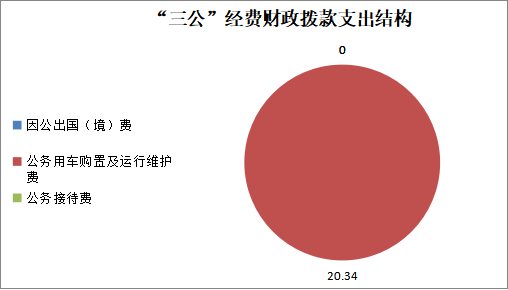 “三公”经费财政拨款支出结构
0
因公出国（境）费
公务用车购置及运行维护
费
公务接待费
20.34